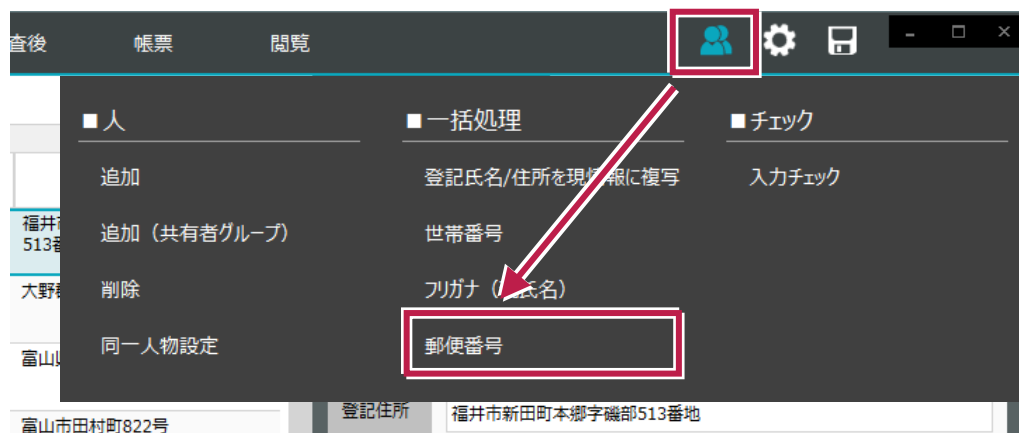 査後 帳票 閲覧
■人 ■一括処理 ■チェック
追加 登記氏名/住所を現情報に複写 入力チェック
追加（共有者グループ） 世帯番号
削除 フリガナ（ 氏名）
同一人物設定 郵便番号
福井
513番
大野
富山
富山市田村町822号
登記住所 福井市新田町本郷字磯部513番地